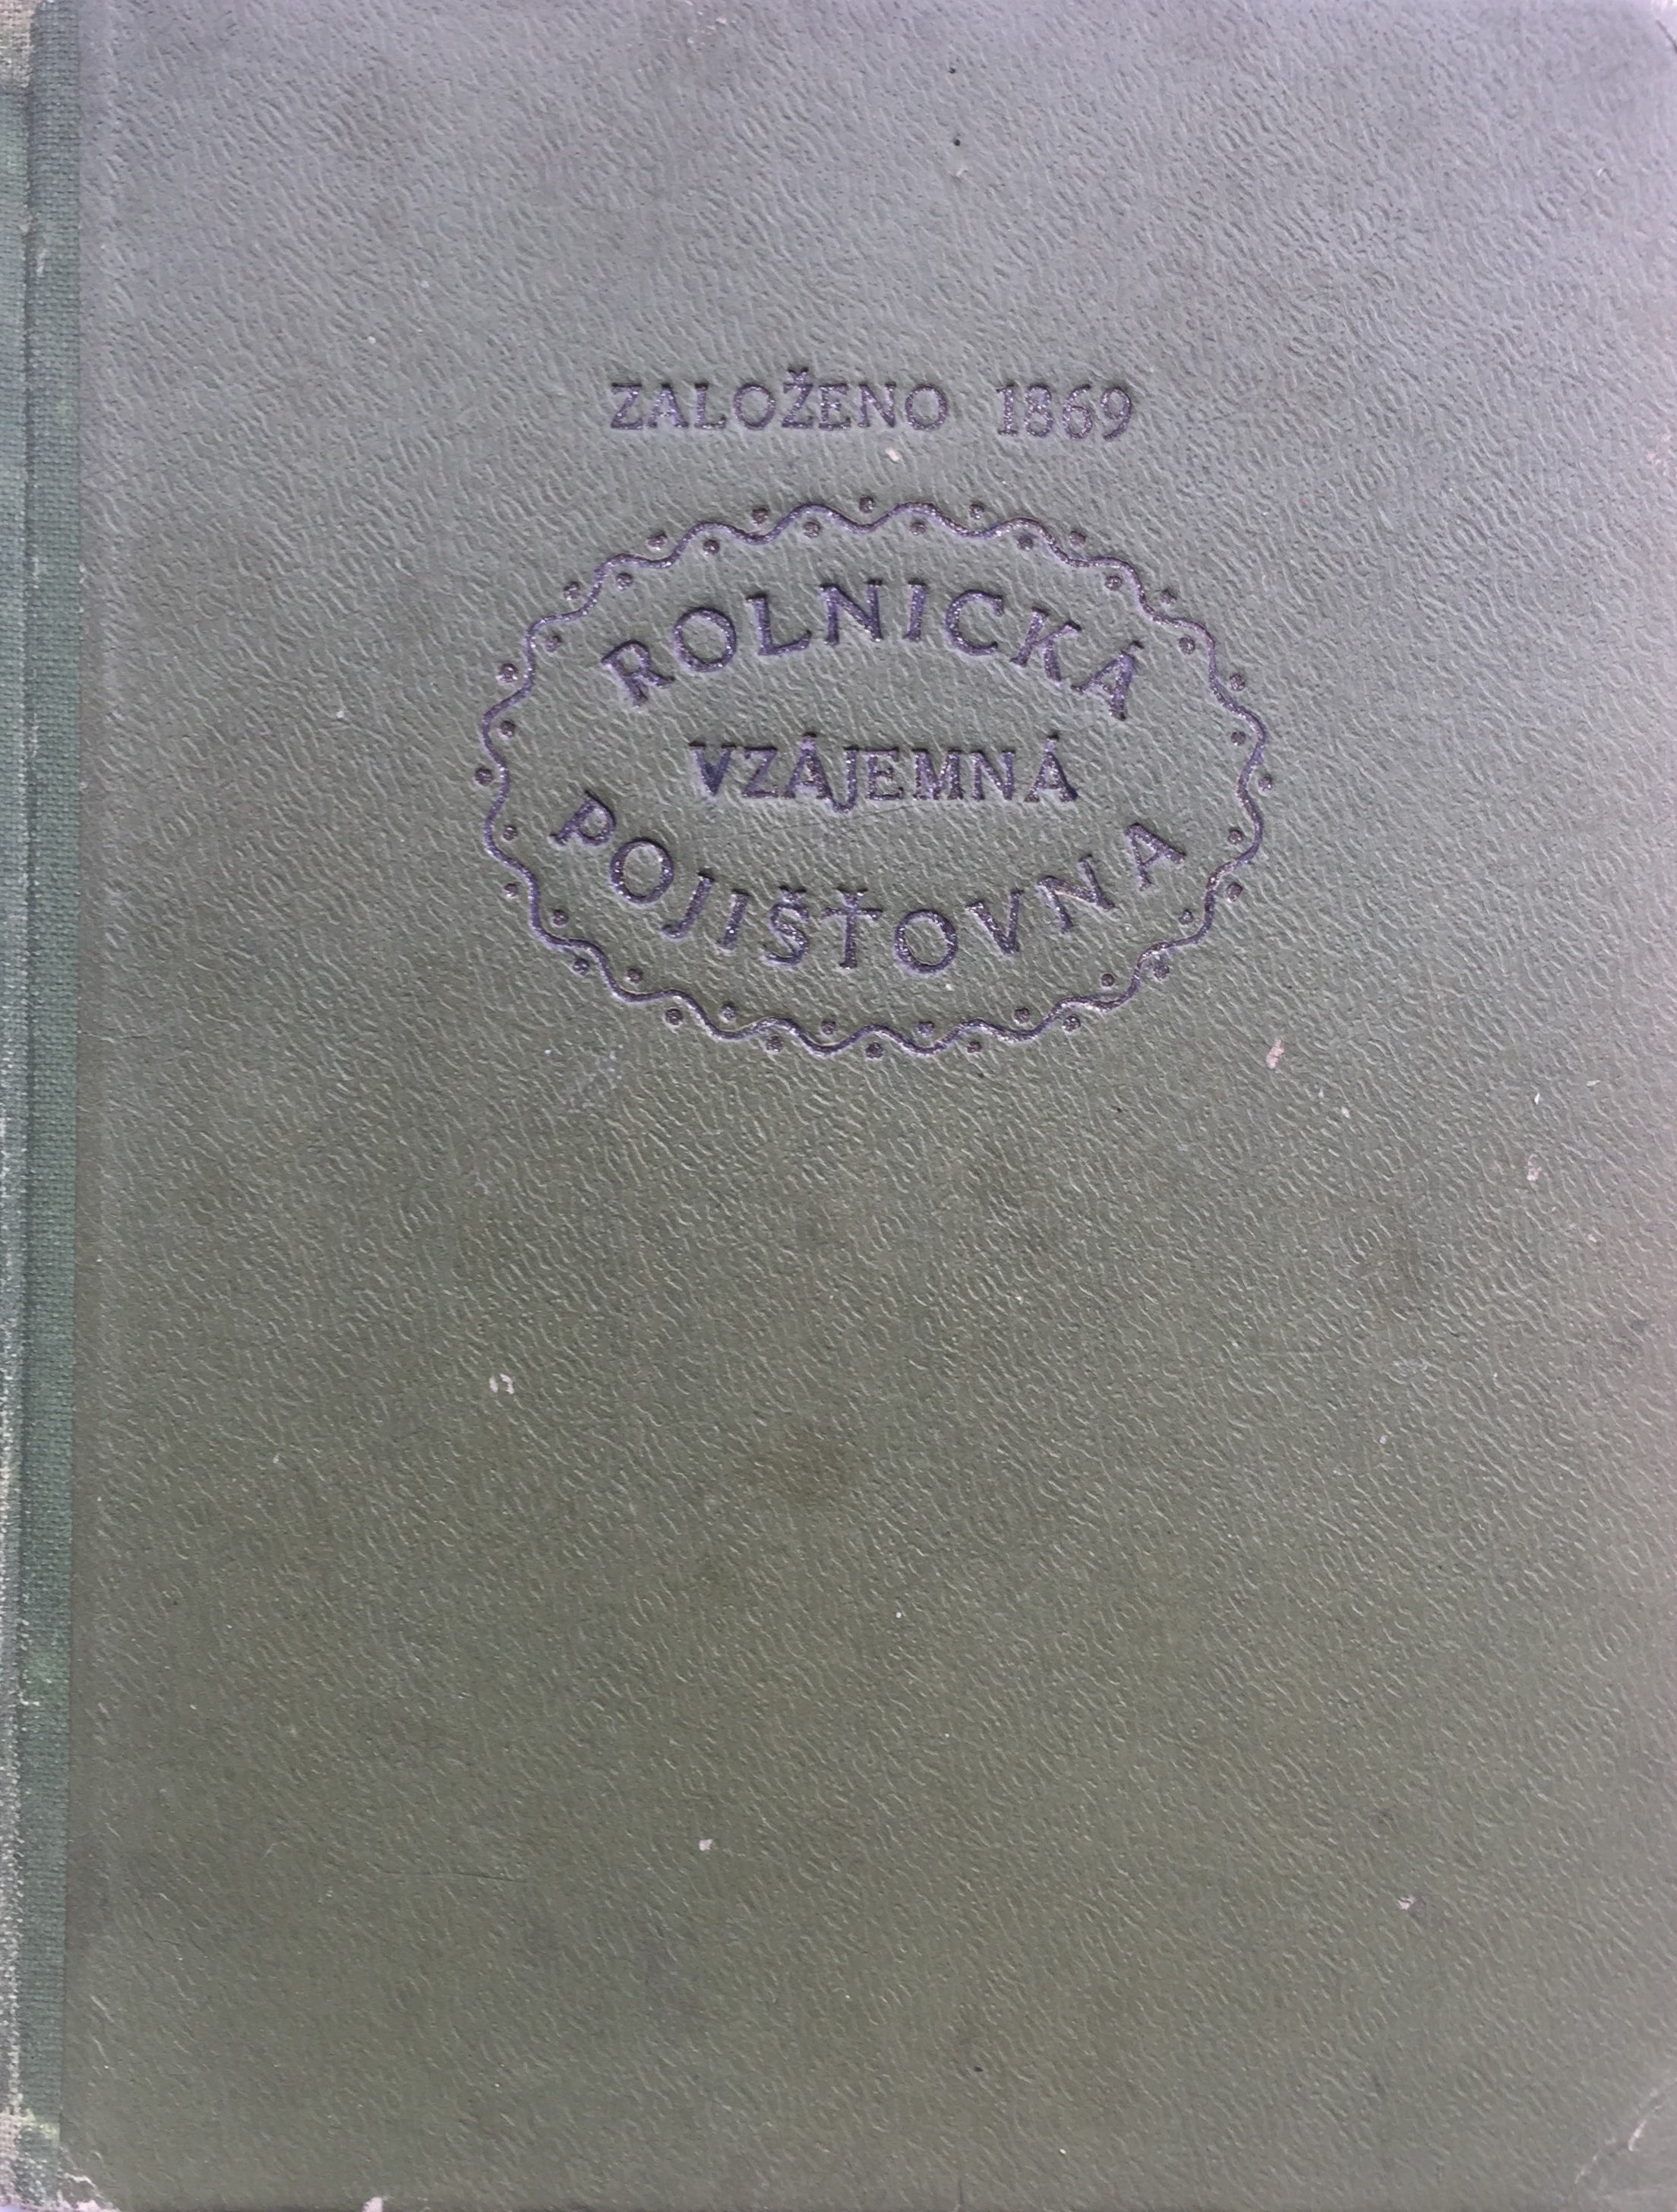 ZALOŽENO 1869
ROLNICKÁ
VZÁJEMNÁ
POJIŠŤOVNA